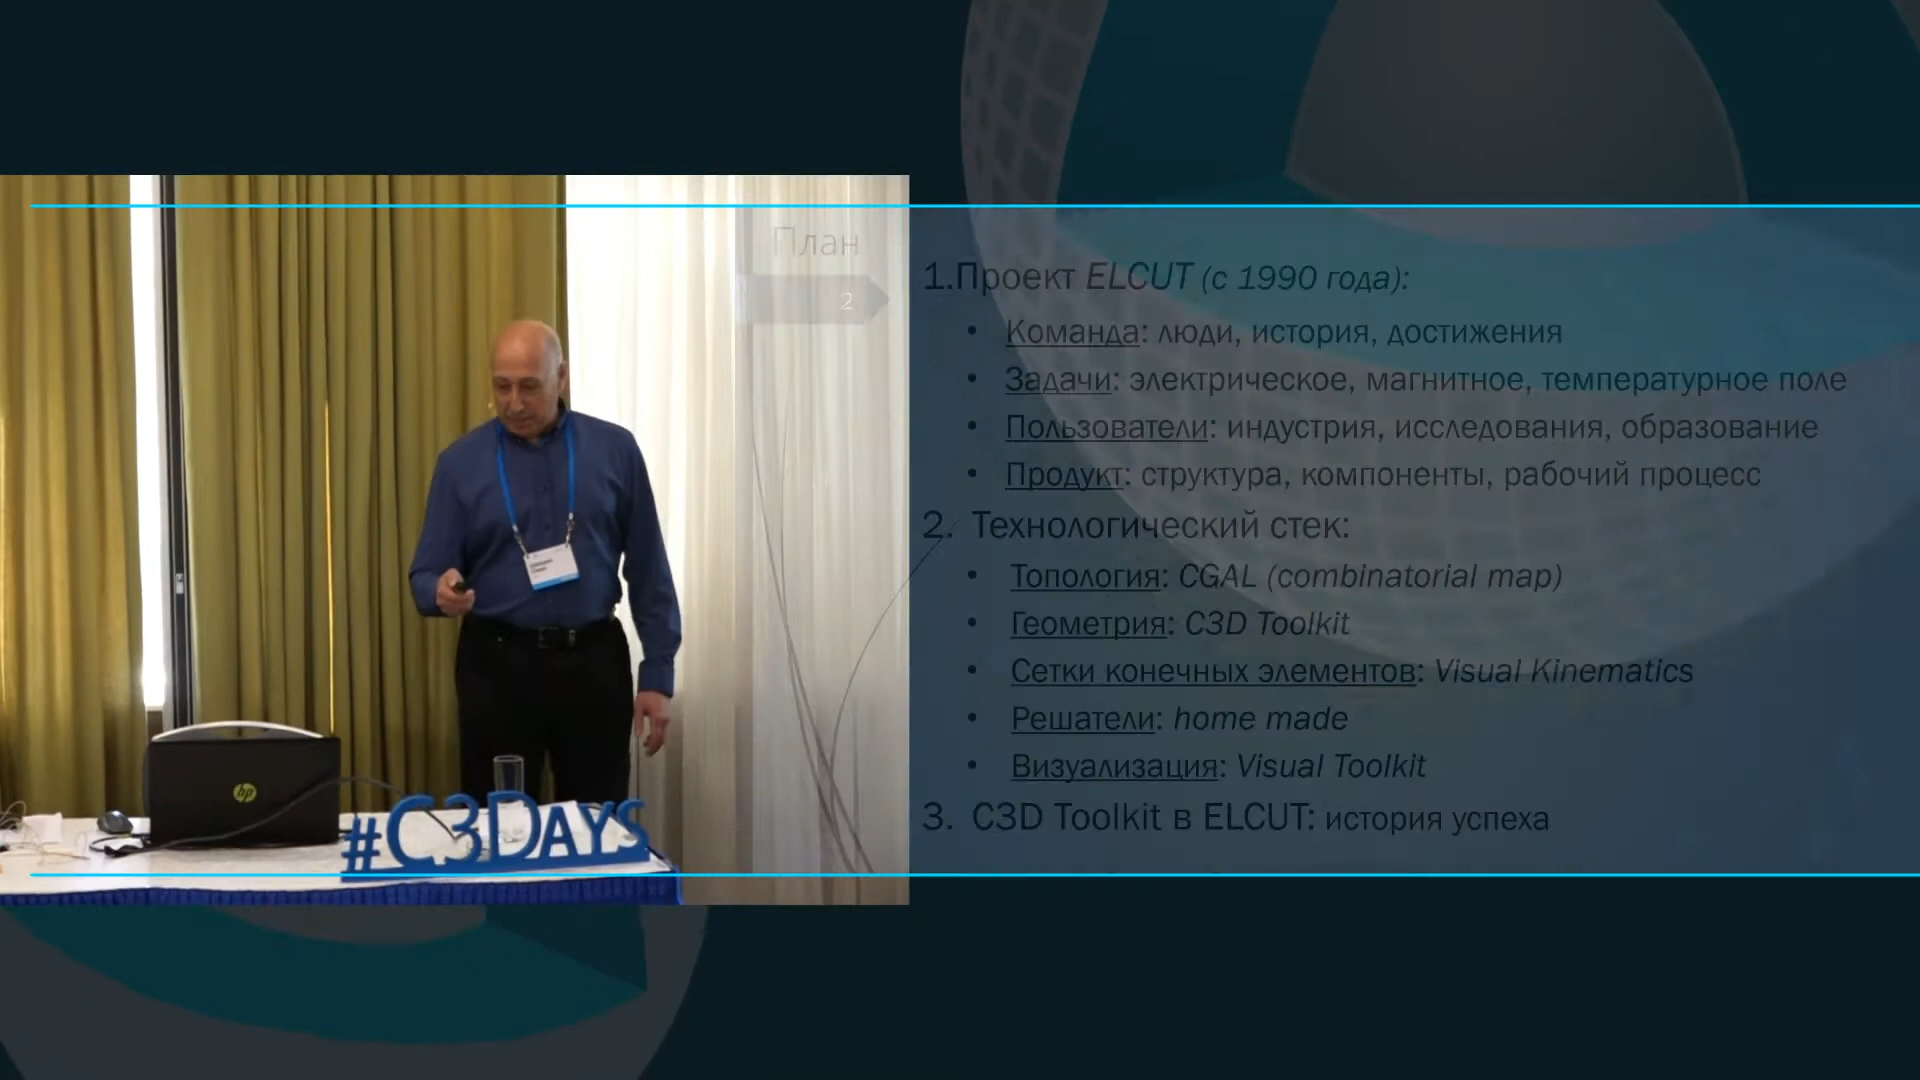 План
2
1.Проект ELCUT (с 1990 года):
• Команда: люди, история, достижения
• Задачи: электрическое, магнитное, температурное поле
• Пользователи: индустрия, исследования, образование
• Продукт: структура, компоненты, рабочий процесс
2. Технологический стек:
• Топология: CGAL (combinatorial map)
• Геометрия: C3D Toolkit
• Сетки конечных элементов: Visual Kinematics
• Решатели: home made
• Визуализация: Visual Toolkit
3. C3D Toolkit в ELCUT: история успеха
hp
#C3DAYS